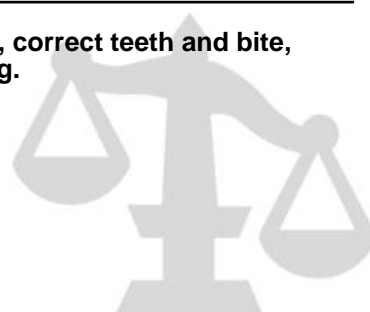 , correct teeth and bite,
g.